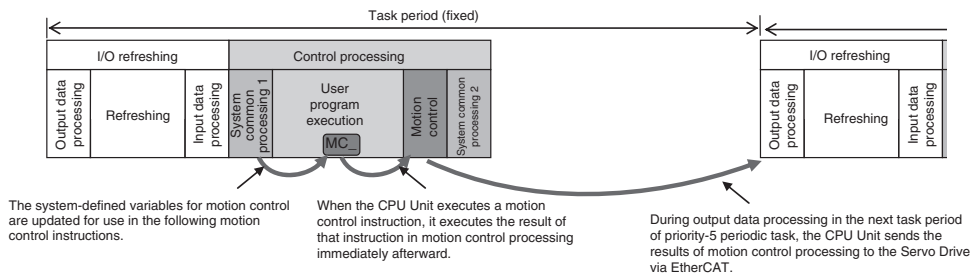 Task period (fixed)
I/O refreshing
Control processing
I/O refreshing
Output data
processing
Refreshing
Input data
processing
System
common
processing 1
User
program
execution
MC_
Motion
control
System common
processing 2
Output data
processing
Refreshing
Input data
processing
The system-defined variables for motion control
are updated for use in the following motion
control instructions.
When the CPU Unit executes a motion
control instruction, it executes the result of
that instruction in motion control processing
immediately afterward.
During output data processing in the next task period
of priority-5 periodic task, the CPU Unit sends the
results of motion control processing to the Servo Drive
via EtherCAT.